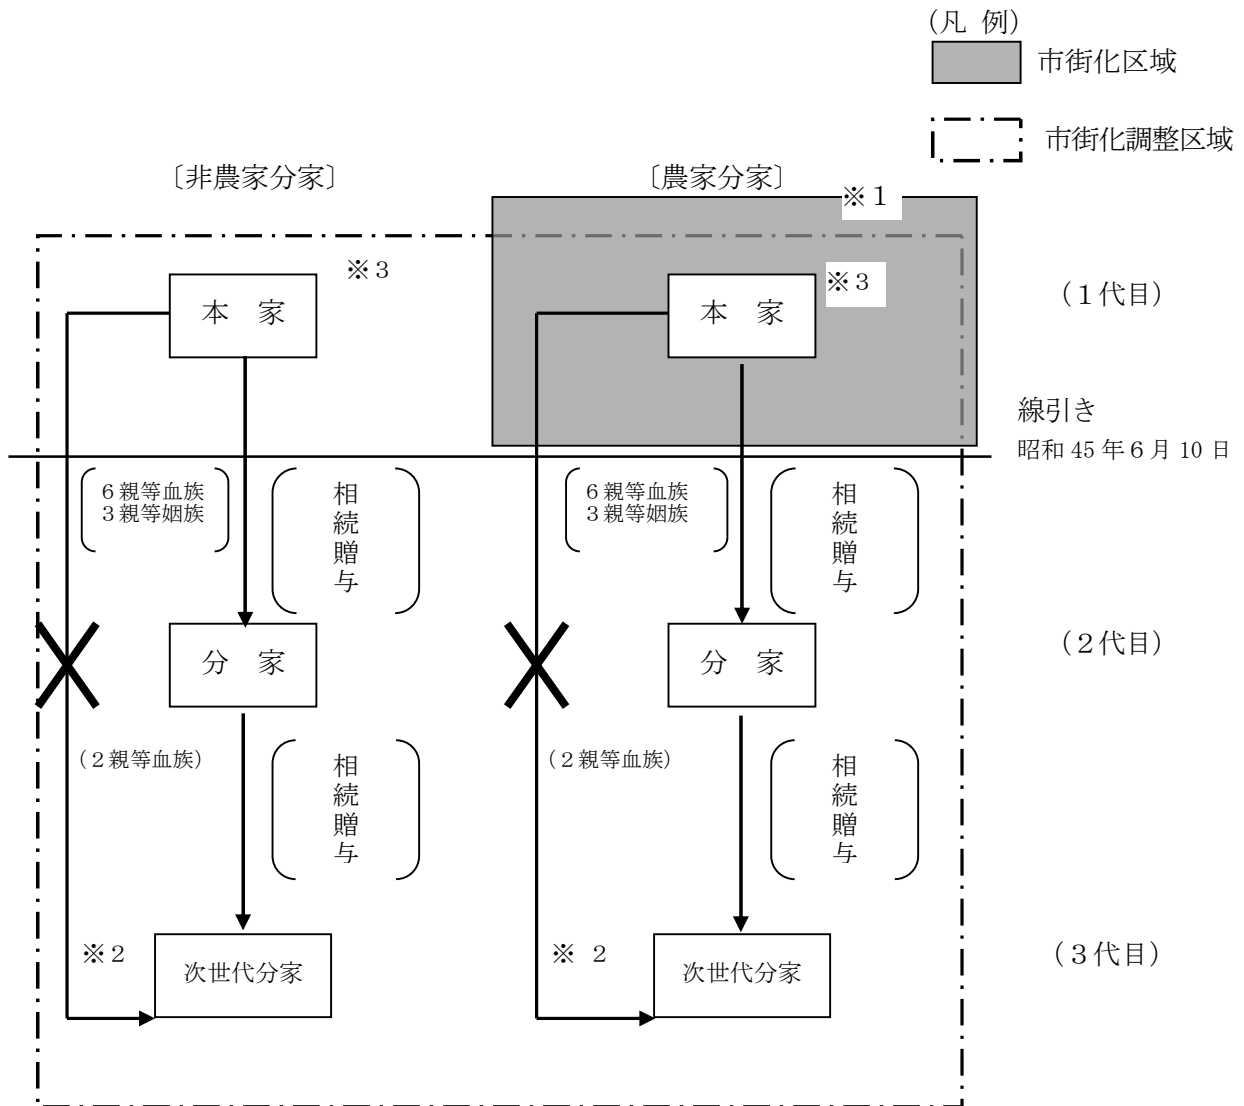 (凡 例)
市街化区域
市街化調整区域
〔非農家分家〕
〔農家分家〕
※１
※３
本　家
※３
本　家
(１代目)
線引き
昭和 45 年６月 10 日
６親等血族
３親等姻族
相続贈与
６親等血族
３親等姻族
相続贈与
分　家
分　家
(２代目)
(２親等血族)
相続贈与
(２親等血族)
相続贈与
※２
次世代分家
※ ２
次世代分家
(３代目)